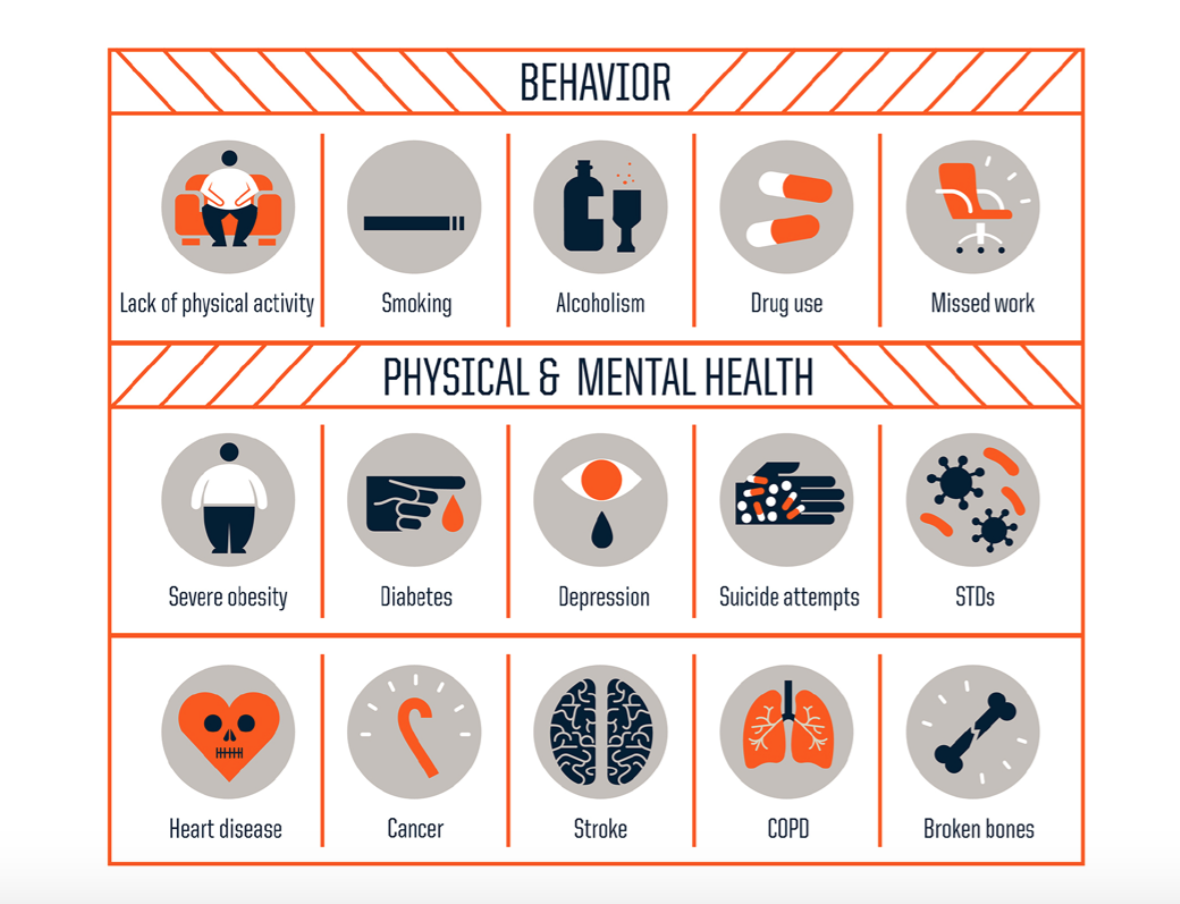 BEHAVIOR
Lack of physical activity
Smoking
Alcoholism
Drug use
Missed work
PHYSICAL & MENTAL HEALTH
Severe obesity
Diabetes
Depression
Suicide attempts
STDs
Heart disease
Cancer
Stroke
COPD
Broken bones